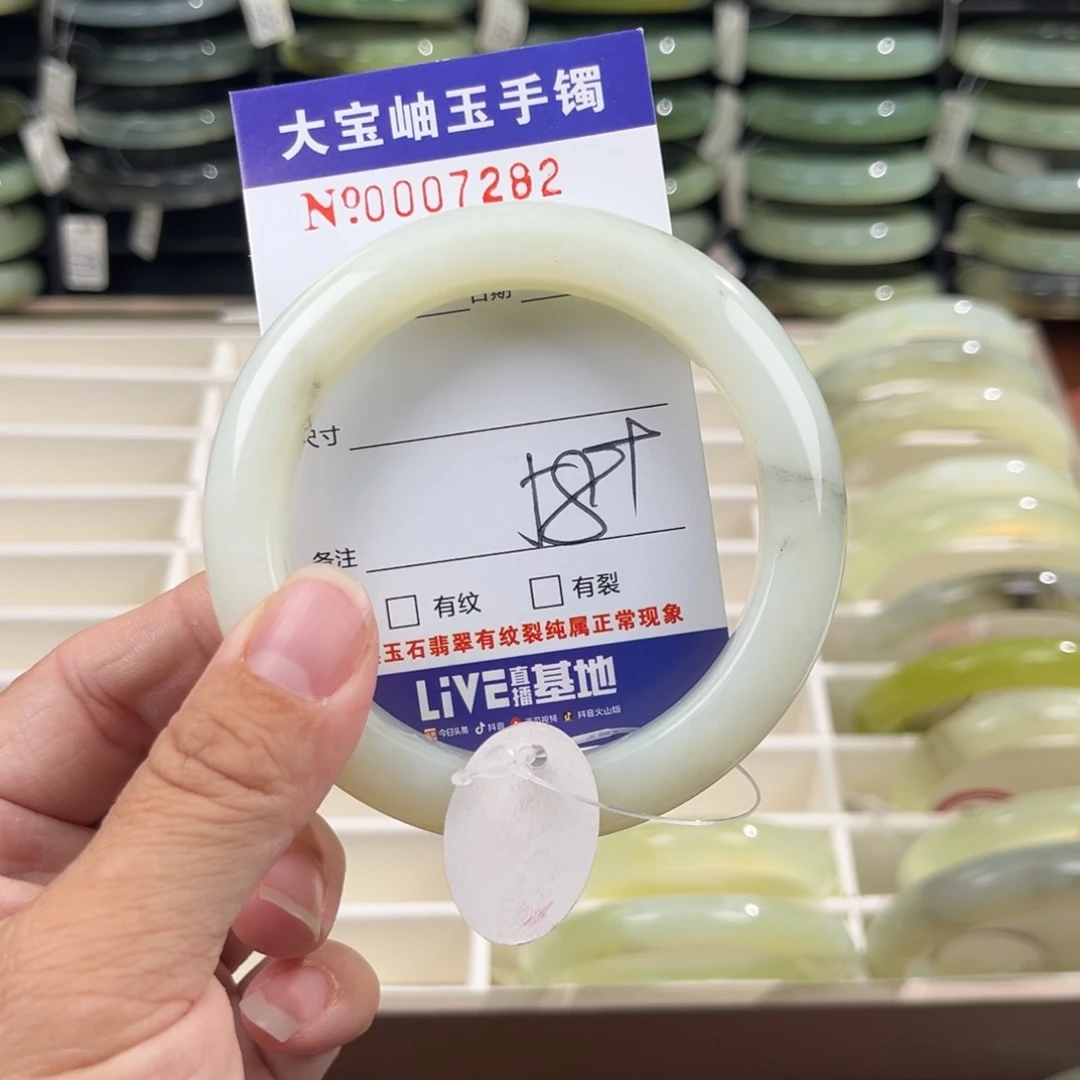 大宝岫玉手镯
No.0007282
日期
尺寸
备注
有纹 有裂
玉石翡翠有纹裂纯属正常现象
LiVE直播基地
今日头条 抖音 抖音火山版